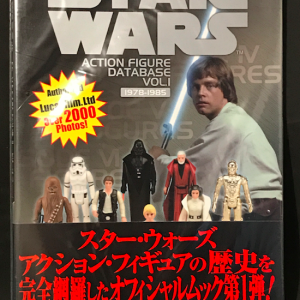 STAR
WARS
ACTION FIGURE
DATABASE
VOL.1
1978-1985
Over 2000
Photos!
スター・ウォーズ
アクション・フィギュアの歴史を
完全網羅したオフィシャルムック第1弾!